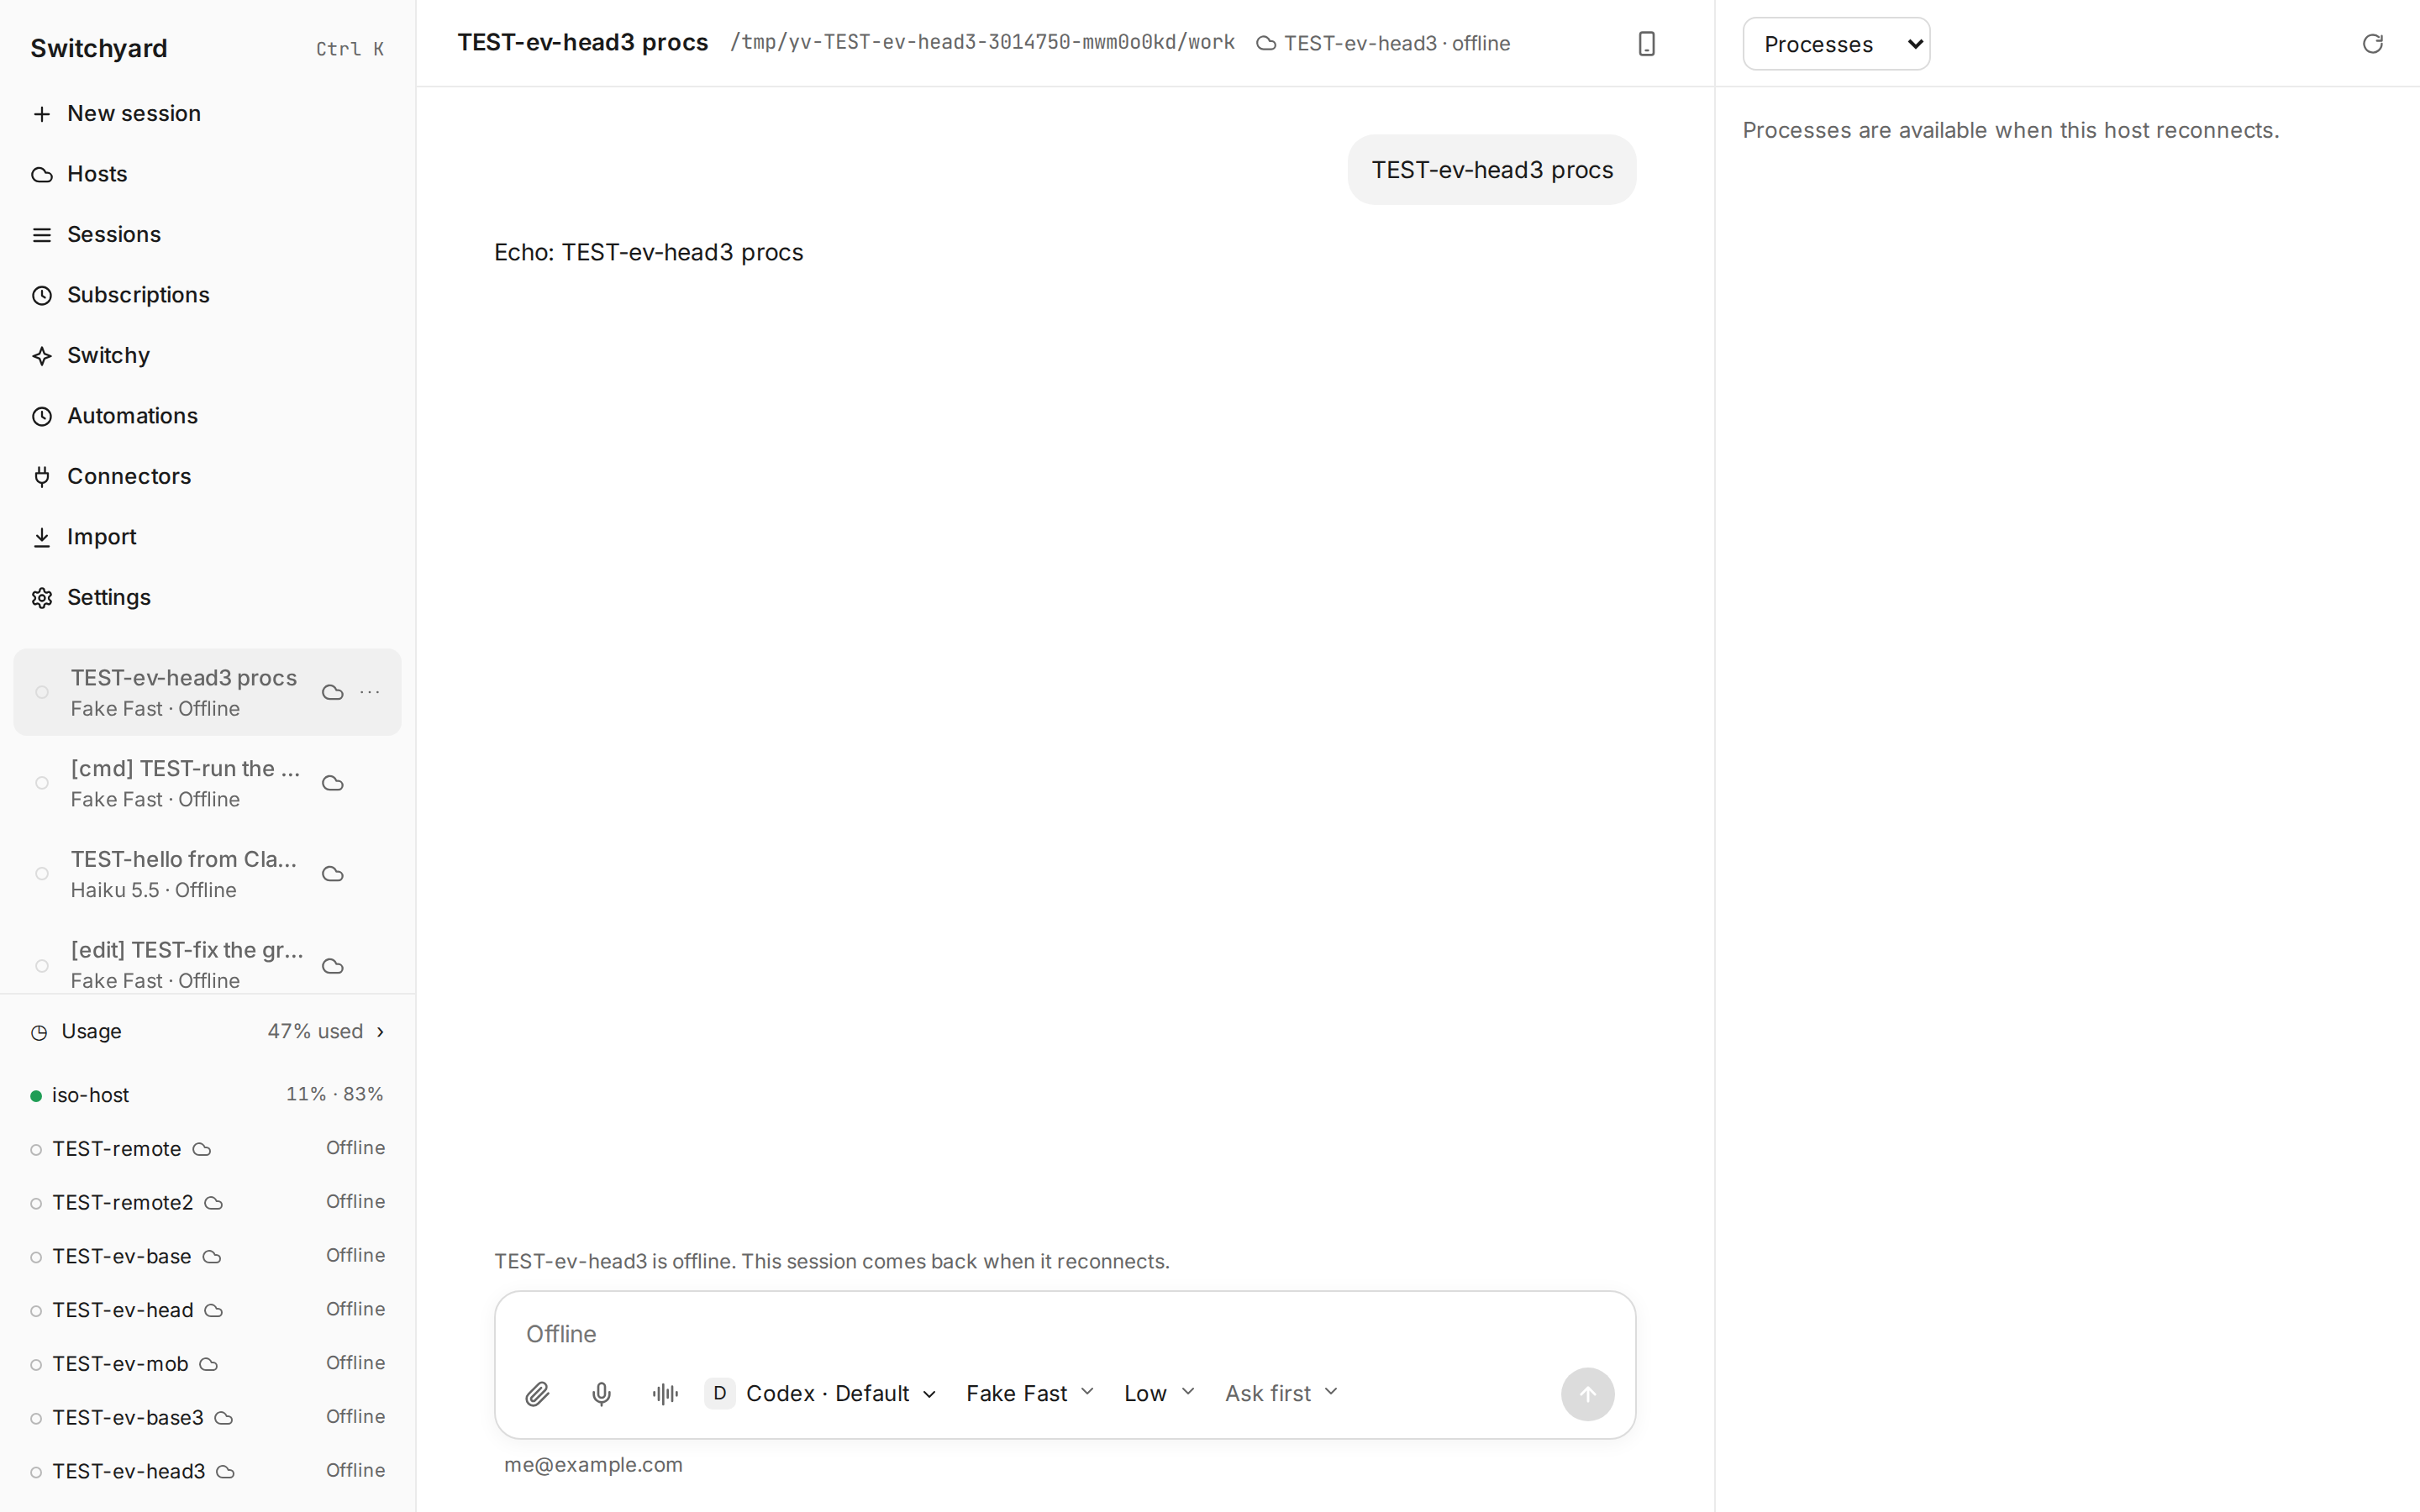 Switchyard
Ctrl K
New session
Hosts
Sessions
Subscriptions
Switchy
Automations
Connectors
Import
Settings
TEST-ev-head3 procs
Fake Fast · Offline
[cmd] TEST-run the ...
Fake Fast · Offline
TEST-hello from Cla...
Haiku 5.5 · Offline
[edit] TEST-fix the gr...
Fake Fast · Offline
Usage
47% used
iso-host
11% · 83%
TEST-remote
Offline
TEST-remote2
Offline
TEST-ev-base
Offline
TEST-ev-head
Offline
TEST-ev-mob
Offline
TEST-ev-base3
Offline
TEST-ev-head3
Offline
TEST-ev-head3 procs
/tmp/yv-TEST-ev-head3-3014750-mwm0o0kd/work
TEST-ev-head3 · offline
TEST-ev-head3 procs
Echo: TEST-ev-head3 procs
TEST-ev-head3 is offline. This session comes back when it reconnects.
Offline
D Codex · Default
Fake Fast
Low
Ask first
me@example.com
Processes
Processes are available when this host reconnects.